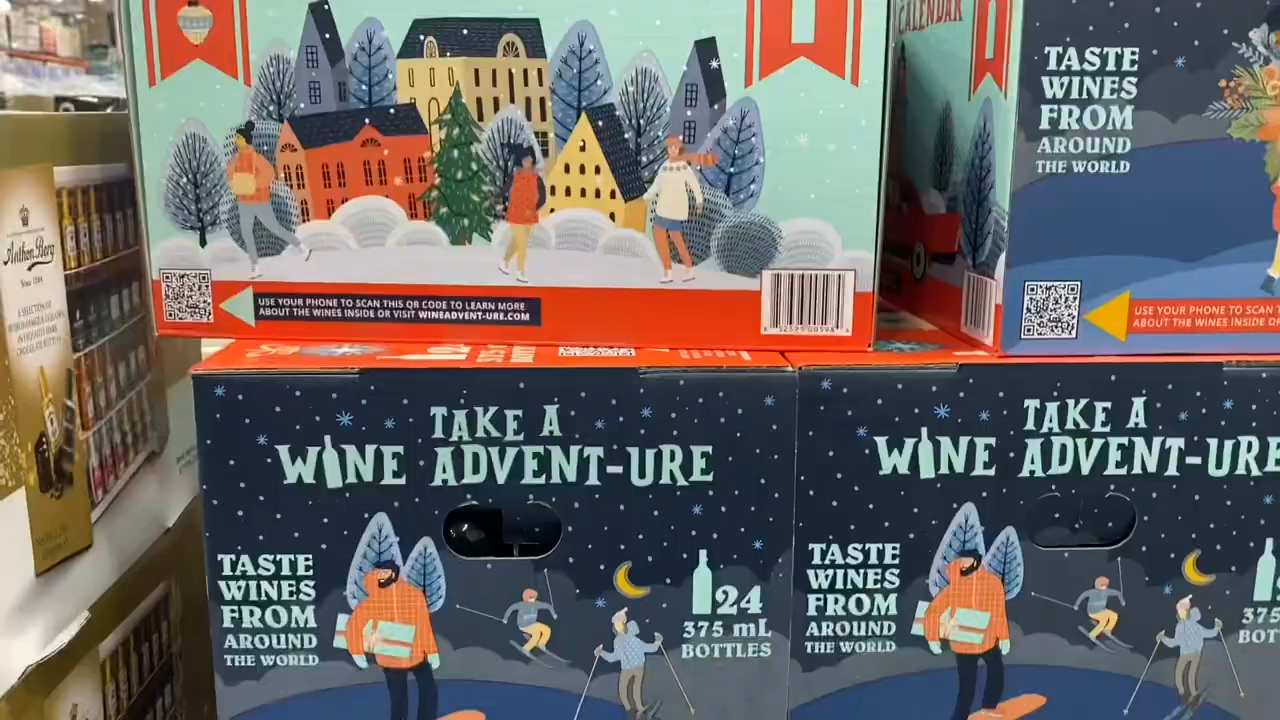 CALENDAR
TASTE
WINES
FROM
AROUND
THE WORLD
Anthon Berg
Since 1884
USE YOUR PHONE TO SCAN THIS QR CODE TO LEARN MORE
ABOUT THE WINES INSIDE OR VISIT WINEADVENT-URE.COM
USE YOUR PHONE TO SCAN
ABOUT THE WINES INSIDE
TAKE A
WINE ADVENT-URE
TASTE
WINES
FROM
AROUND
THE WORLD
24
375 mL
BOTTLES
TAKE A
WINE ADVENT-URE
TASTE
WINES
FROM
AROUND
THE WORLD